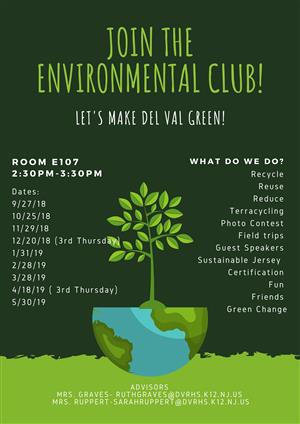 JOIN THE
ENVIRONMENTAL CLUB!
LET'S MAKE DEL VAL GREEN!
ROOM E107
2:30PM-3:30PM
Dates:
9/27/18
10/25/18
11/29/18
12/20/18 (3rd Thursday)
1/31/19
2/28/19
3/28/19
4/18/19 ( 3rd Thursday)
5/30/19
WHAT DO WE DO?
Recycle
Reuse
Reduce
Terracycling
Photo Contest
Field trips
Guest Speakers
Sustainable Jersey
Certification
Fun
Friends
Green Change
ADVISORS
MRS. GRAVES- RUTHGRAVES@DVRHS.K12.NJ.US
MRS. RUPPERT-SARAHRUPPERT@DVRHS.K12.NJ.US